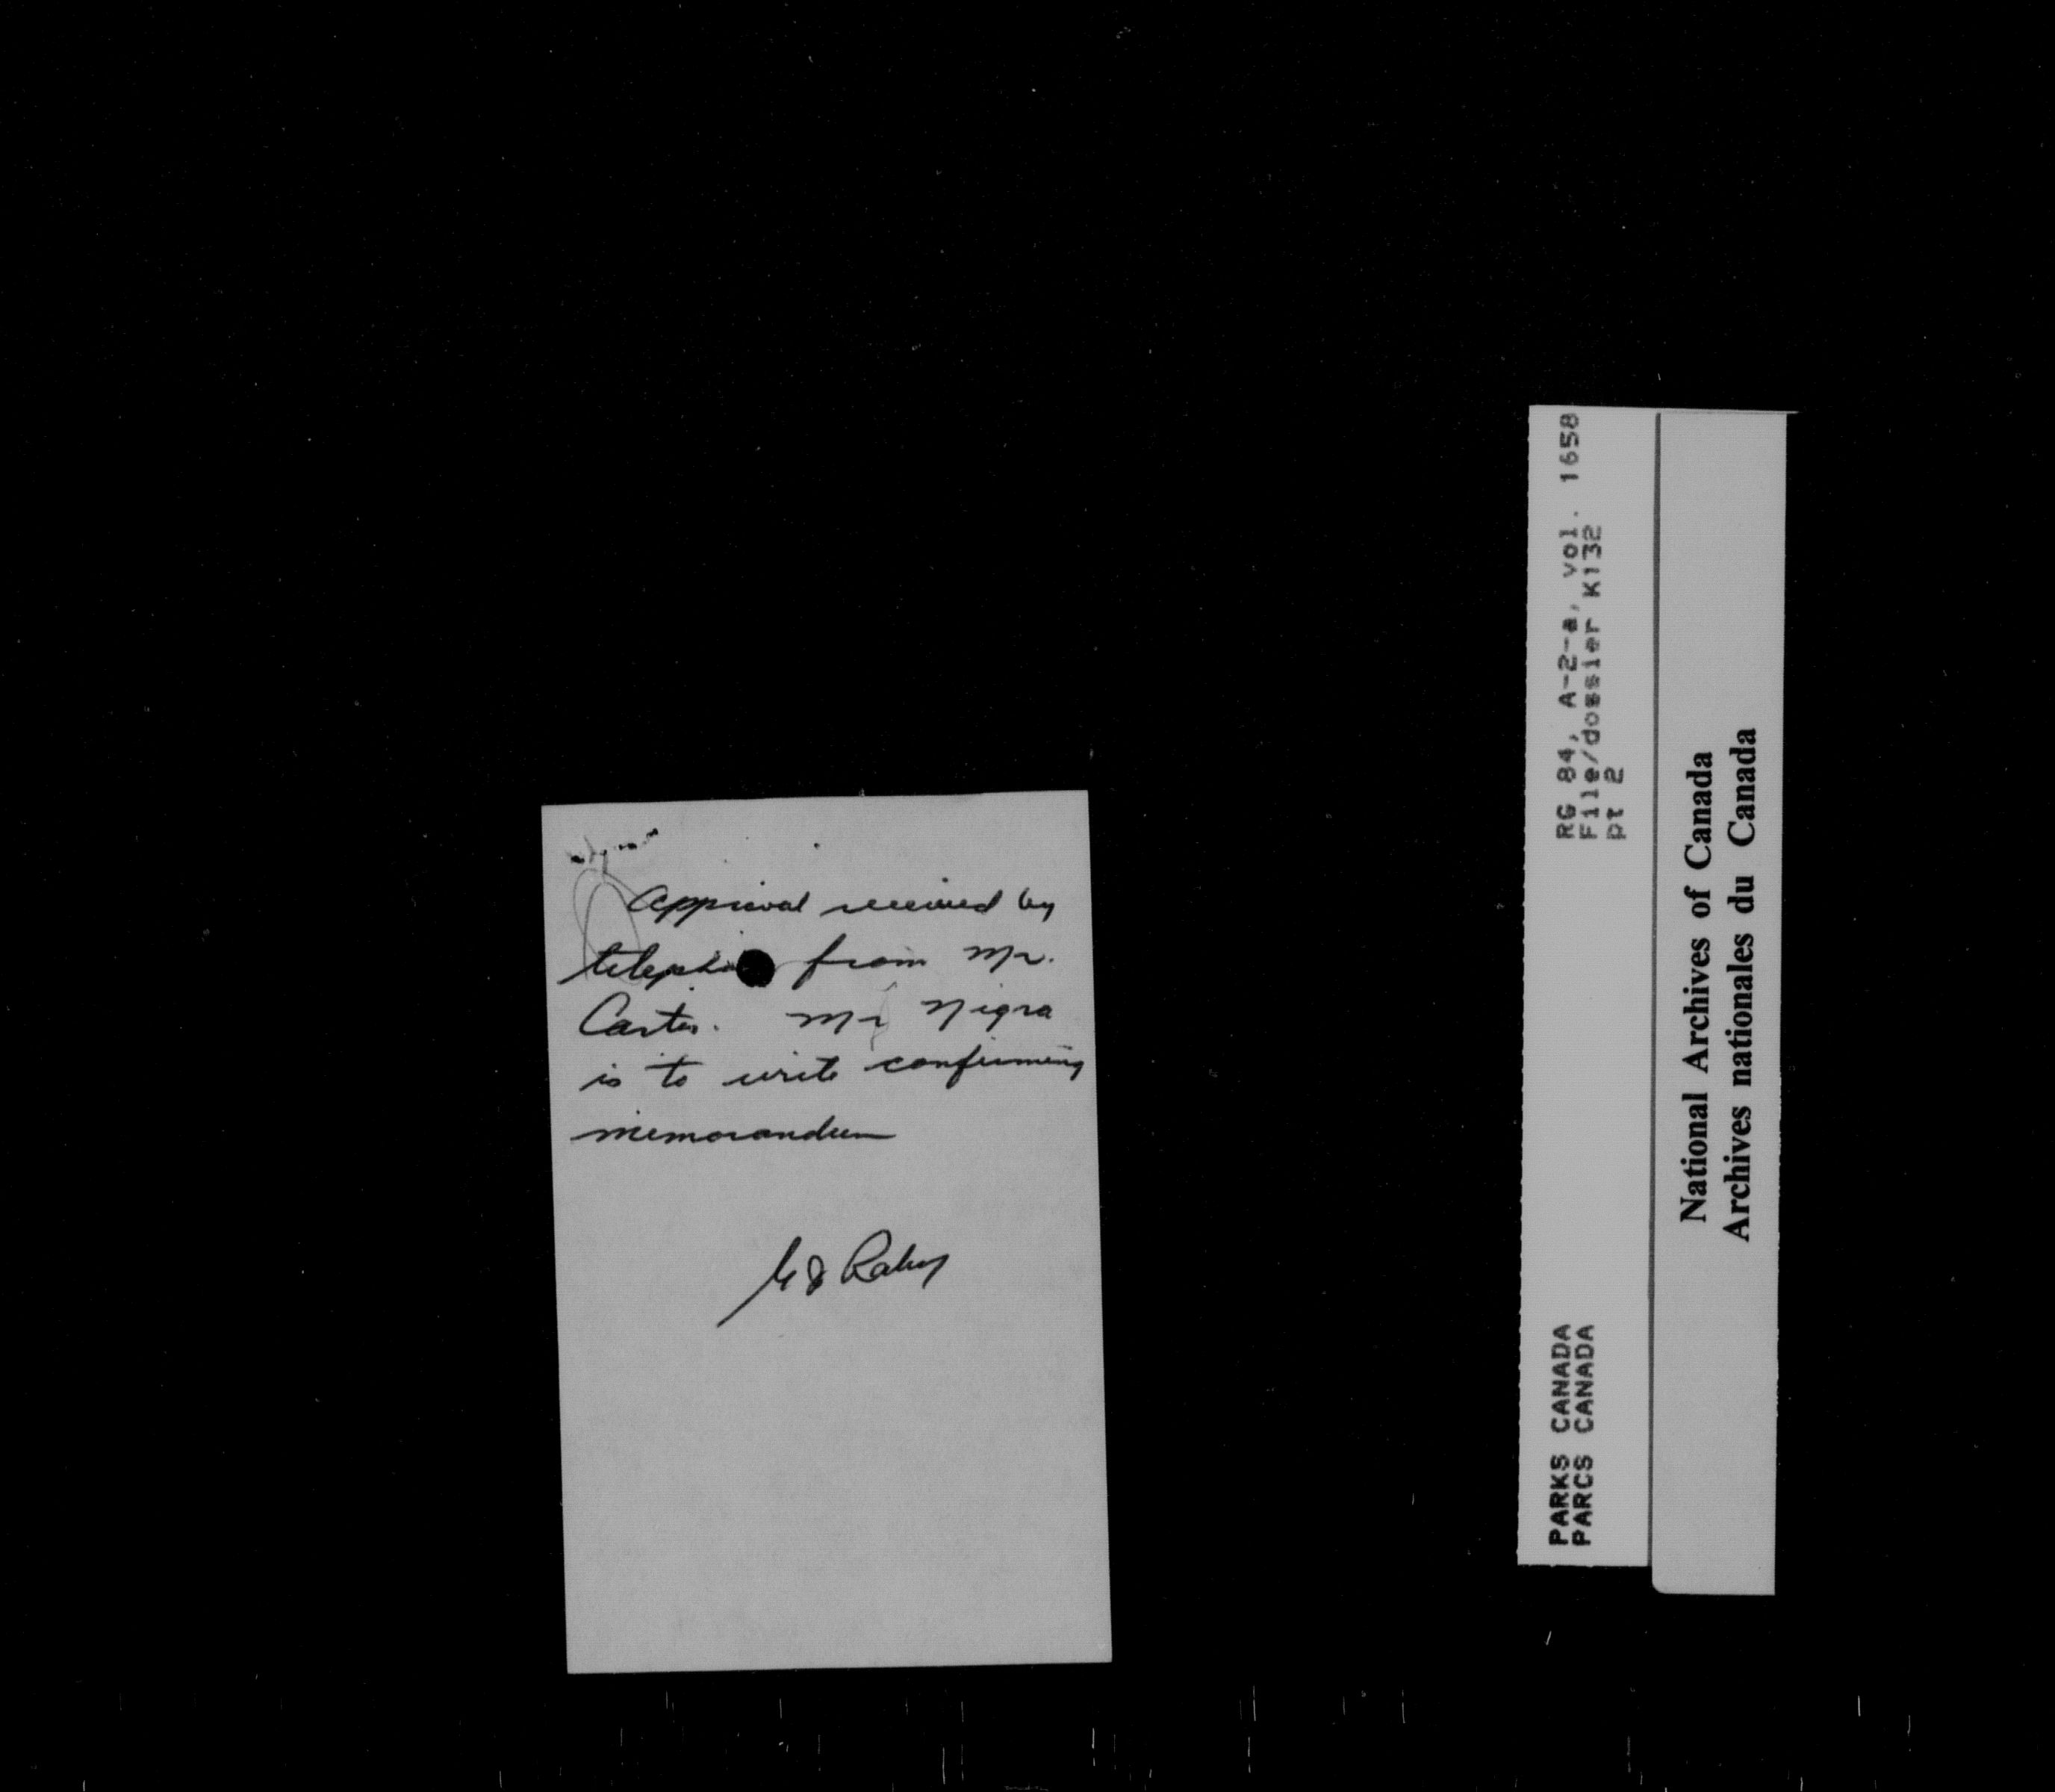 Approval received by
telepho from Mr.
Carter. Mr Nigra
is to write confirming
memorandum
RG 84, A-2-a, vol. 1658
File/dossier K132
pt 2
PARKS CANADA
PARCS CANADA
National Archives of Canada
Archives nationales du Canada